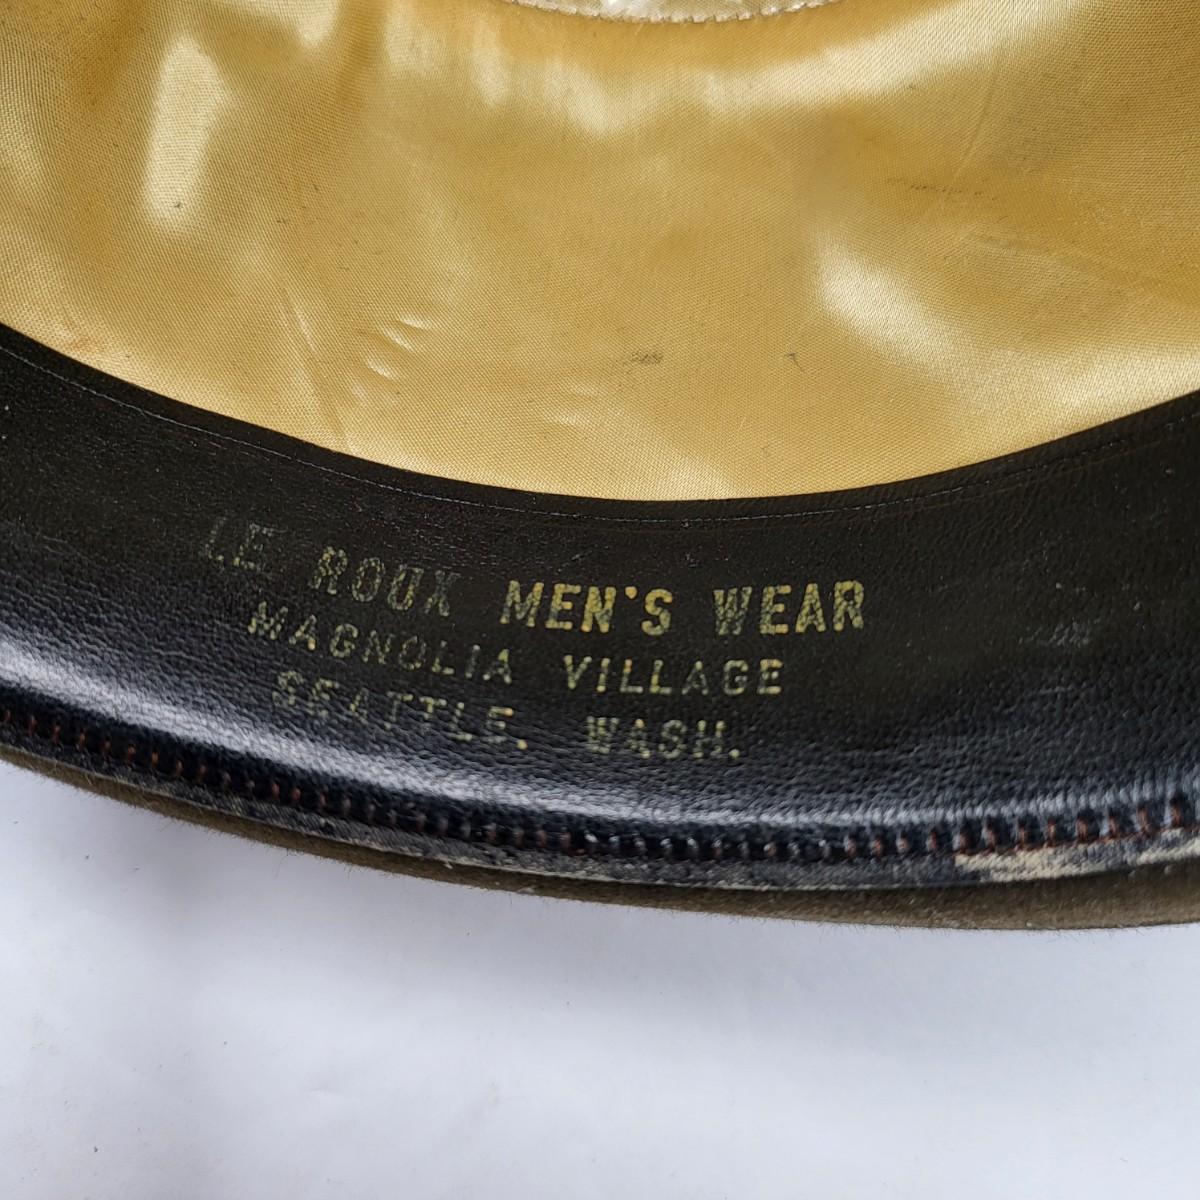 LE ROUX MEN'S WEAR
MAGNOLIA VILLAGE
SEATTLE, WASH.